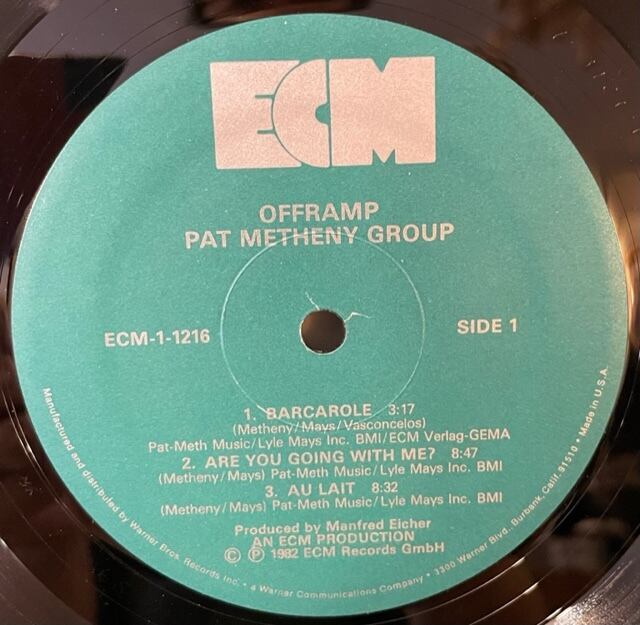 ECM
OFFRAMP
PAT METHENY GROUP
ECM-1-1216
SIDE 1
1. BARCAROLE 3:17
(Metheny/Mays/Vasconcelos)
Pat-Meth Music/Lyle Mays Inc. BMI/ECM Verlag-GEMA
2. ARE YOU GOING WITH ME? 8:47
(Metheny/Mays) Pat-Meth Music/Lyle Mays Inc. BMI
3. AU LAIT 8:32
(Metheny/Mays) Pat-Meth Music/Lyle Mays Inc. BMI
Produced by Manfred Eicher
AN ECM PRODUCTION
© ℗ 1982 ECM Records GmbH
Manufactured and distributed by Warner Bros. Records Inc. • a Warner Communications Company • 3300 Warner Blvd., Burbank, Calif. 91510 • Made in U.S.A.